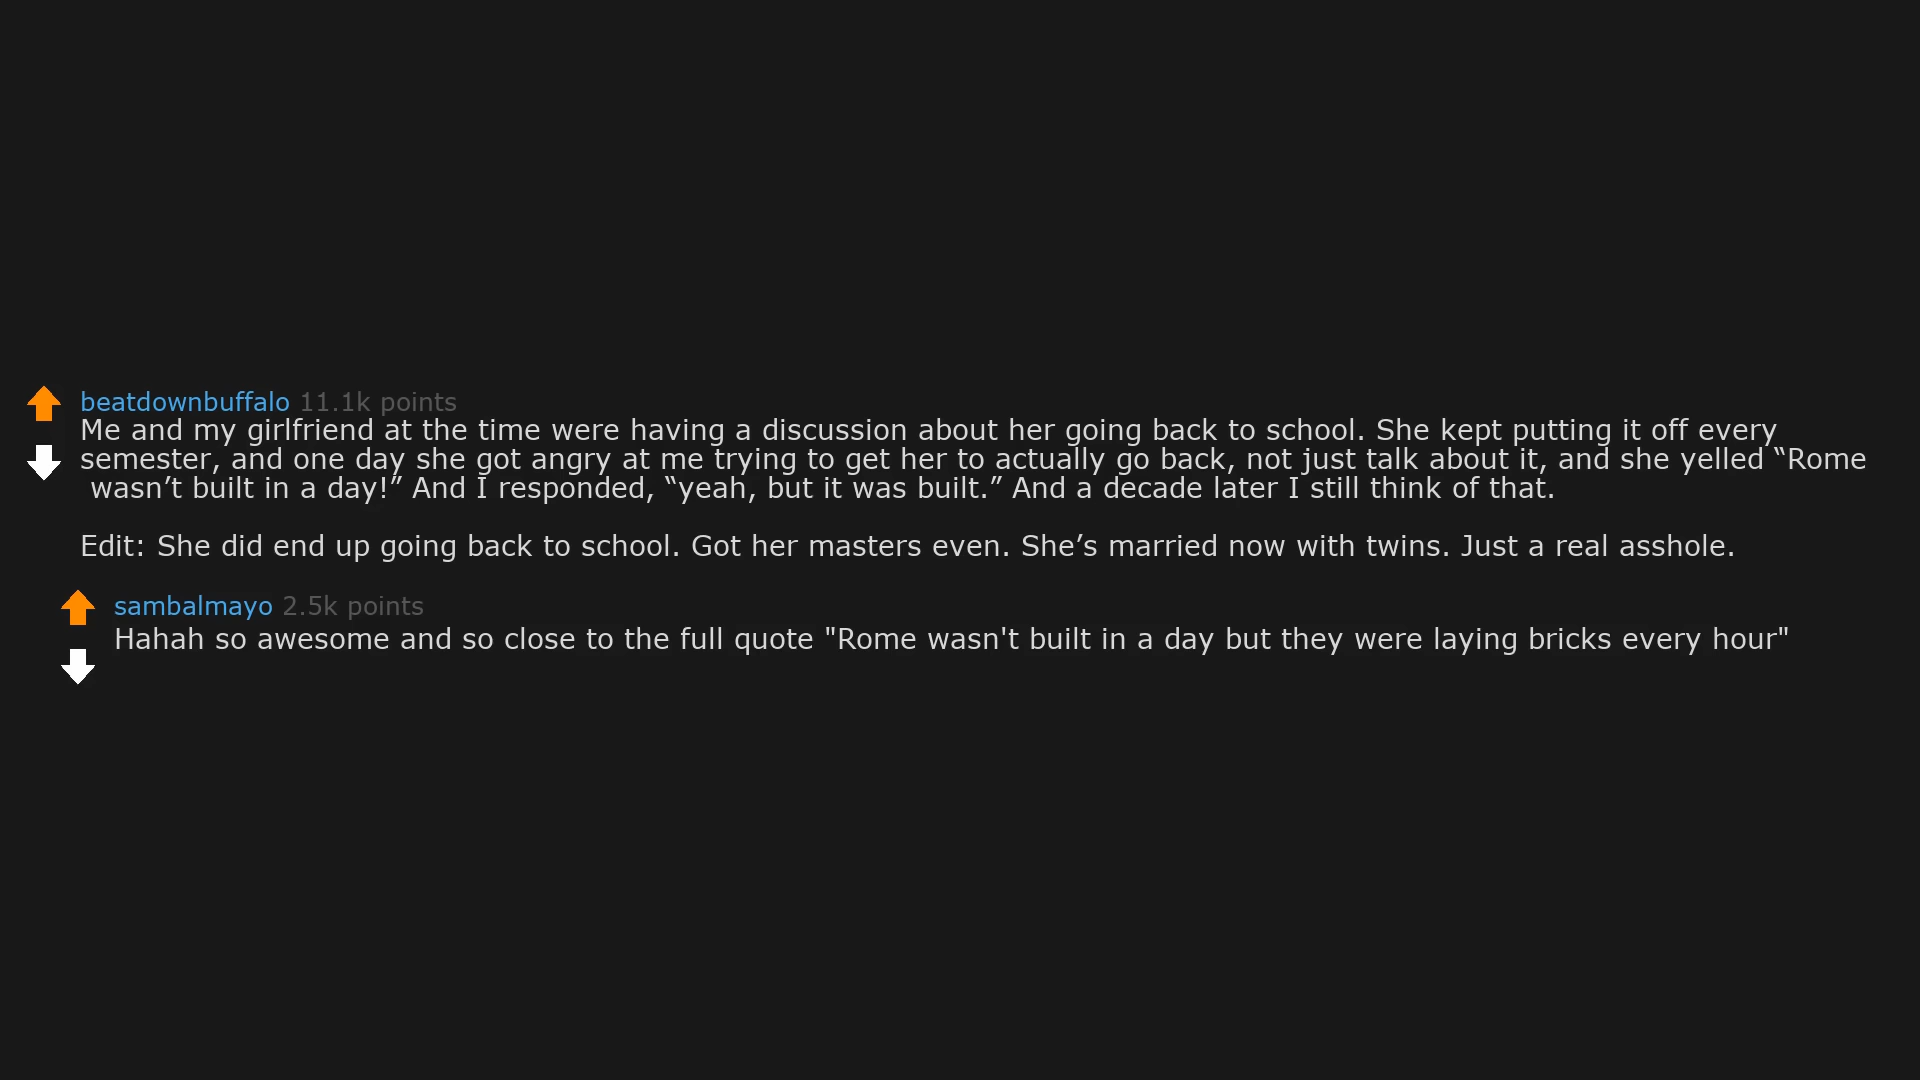 beatdownbuffalo 11.1k points
Me and my girlfriend at the time were having a discussion about her going back to school. She kept putting it off every
semester, and one day she got angry at me trying to get her to actually go back, not just talk about it, and she yelled “Rome
wasn’t built in a day!” And I responded, “yeah, but it was built.” And a decade later I still think of that.
Edit: She did end up going back to school. Got her masters even. She’s married now with twins. Just a real asshole.
sambalmayo 2.5k points
Hahah so awesome and so close to the full quote "Rome wasn't built in a day but they were laying bricks every hour"